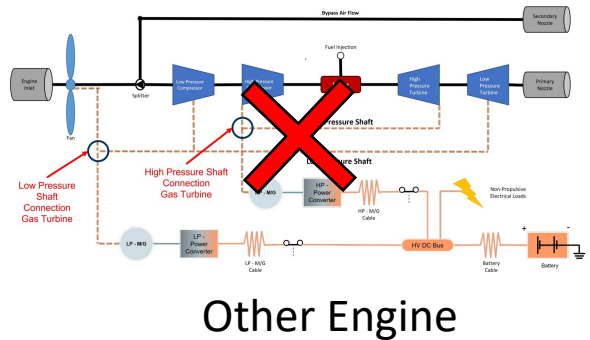 Bypass Air Flow
Secondary
Nozzle
Fuel Injection
Engine
Inlet
Low Pressure
Compressor
High Pressure
High
Pressure
Turbine
Low
Pressure
Turbine
Primary
Nozzle
Splitter
Fan
Pressure Shaft
Shaft
High Pressure Shaft
Connection
Gas Turbine
Low Pressure
Shaft
Connection
Gas Turbine
M/G
HP -
Power
Converter
HP - M/G
Cable
Non-Propulsive
Electrical Loads
LP - M/G
LP -
Power
Converter
LP - M/G
Cable
HV DC Bus
Battery
Cable
+
-
Battery
Other Engine